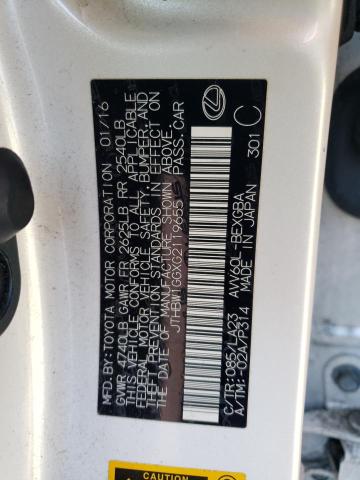 MFD.BY:TOYOTA MOTOR CORPORATION 01/16
GVWR 4740LB GAWR FR 2625LB RR 2540LB
THIS VEHICLE CONFORMS TO ALL APPLICABLE
FEDERAL MOTOR VEHICLE SAFETY, BUMPER, AND
THEFT PREVENTION STANDARDS IN EFFECT ON
THE DATE OF MANUFACTURE SHOWN ABOVE.
JTHBW1GGXG2119655 PASS.CAR
C/TR:085/LA23 AVV60L-BEXGBA
A/TM:-02A/P314 MADE IN JAPAN 301
C
CAUTION